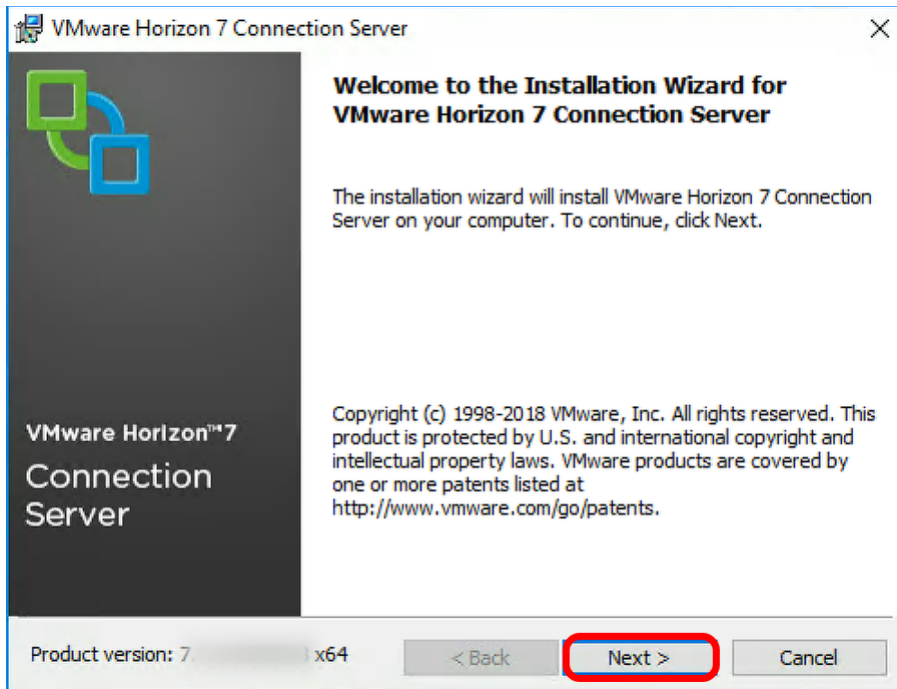 VMware Horizon 7 Connection Server
Welcome to the Installation Wizard for
VMware Horizon 7 Connection Server
The installation wizard will install VMware Horizon 7 Connection
Server on your computer. To continue, click Next.
Copyright (c) 1998-2018 VMware, Inc. All rights reserved. This
product is protected by U.S. and international copyright and
intellectual property laws. VMware products are covered by
one or more patents listed at
http://www.vmware.com/go/patents.
VMware Horizon™7
Connection
Server
Product version: 7. x64
< Back
Next >
Cancel